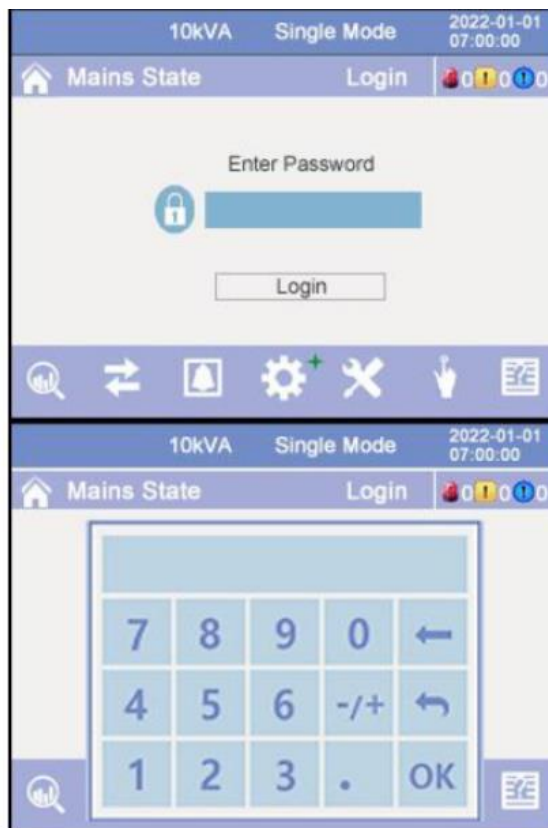 10kVA Single Mode 2022-01-01
07:00:00
Mains State Login 0 0 0
Enter Password
Login
10kVA Single Mode 2022-01-01
07:00:00
Mains State Login 0 0 0
7 8 9 0
4 5 6 -/+
1 2 3 . OK